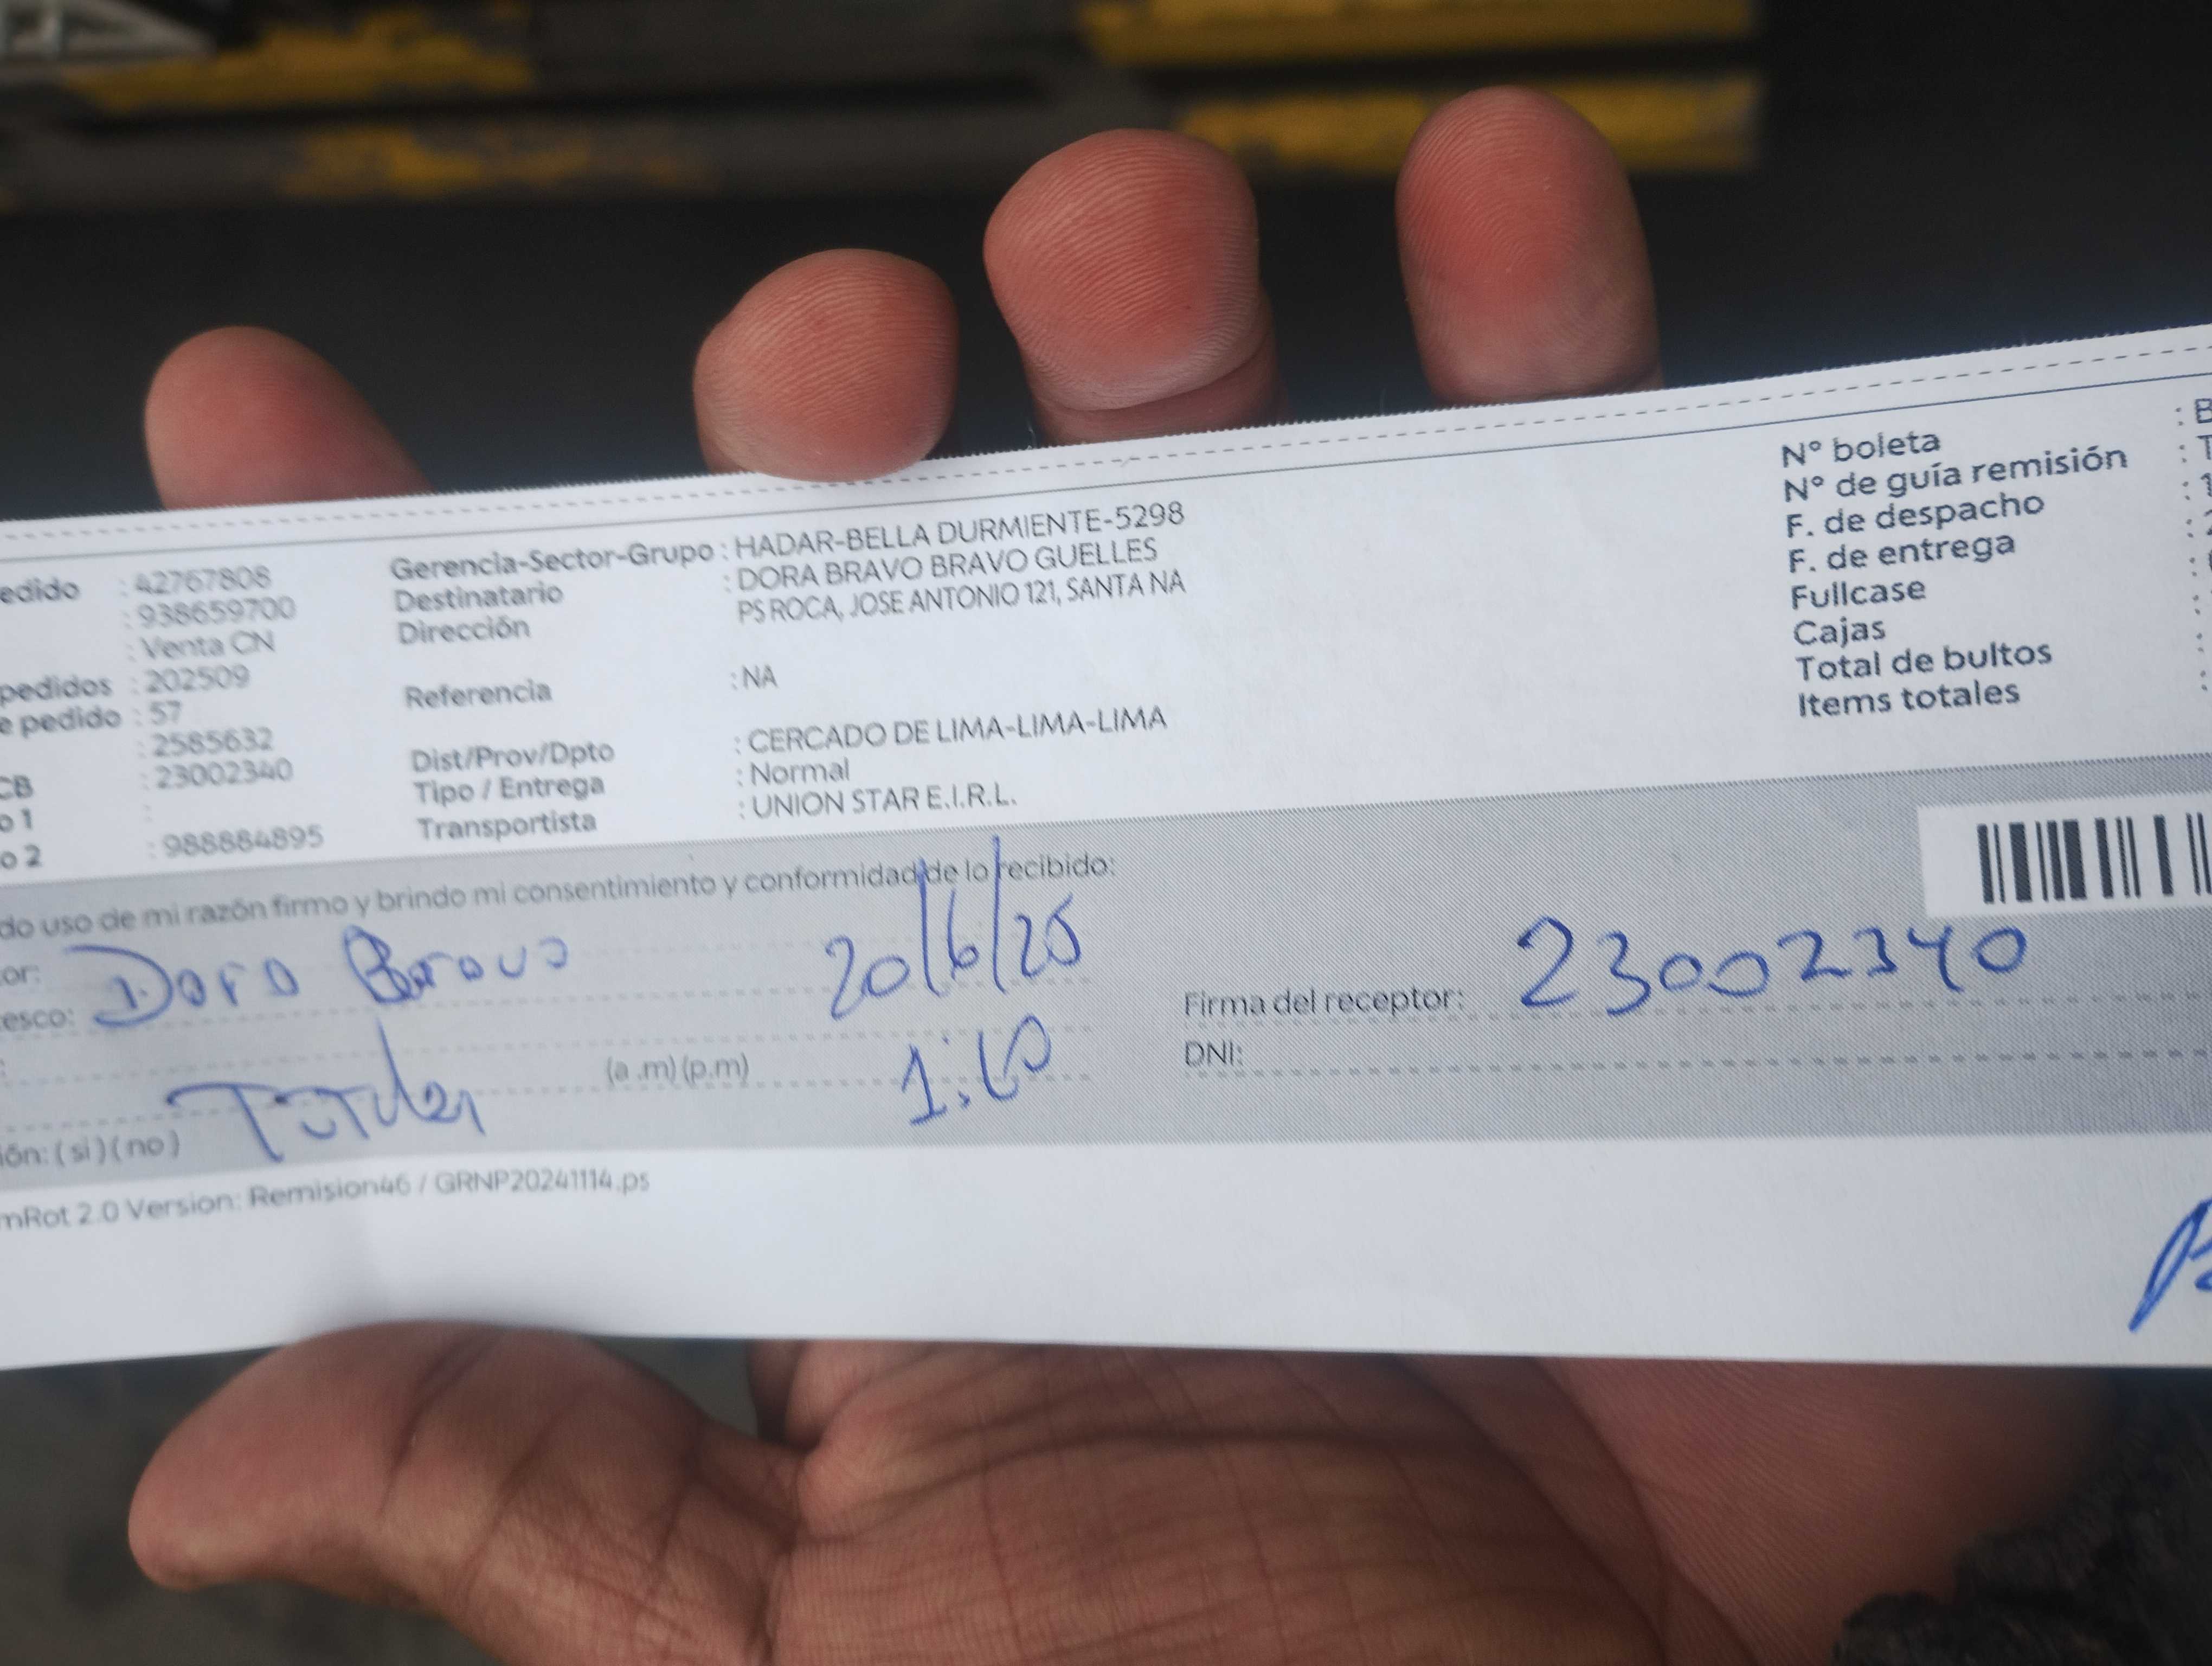 edido : 42767808
: 938659700
: Venta CN
pedidos : 202509
e pedido : 57
: 2585632
CB : 23002340
o 1 :
o 2 : 988884895
Gerencia-Sector-Grupo : HADAR-BELLA DURMIENTE-5298
Destinatario : DORA BRAVO BRAVO GUELLES
Dirección PS ROCA, JOSE ANTONIO 121, SANTA NA
Referencia : NA
Dist/Prov/Dpto : CERCADO DE LIMA-LIMA-LIMA
Tipo / Entrega : Normal
Transportista : UNION STAR E.I.R.L.
N° boleta : B
N° de guía remisión : T
F. de despacho : 1
F. de entrega : 2
Fullcase :
Cajas :
Total de bultos :
Items totales :
do uso de mi razón firmo y brindo mi consentimiento y conformidad de lo recibido:
or: Dora Bravo 20/6/25
esco:
Firma del receptor: 23002340
: (a .m) (p.m) 1:10
DNI:
ión: ( si ) ( no )
mRot 2.0 Version: Remision46 / GRNP20241114.ps